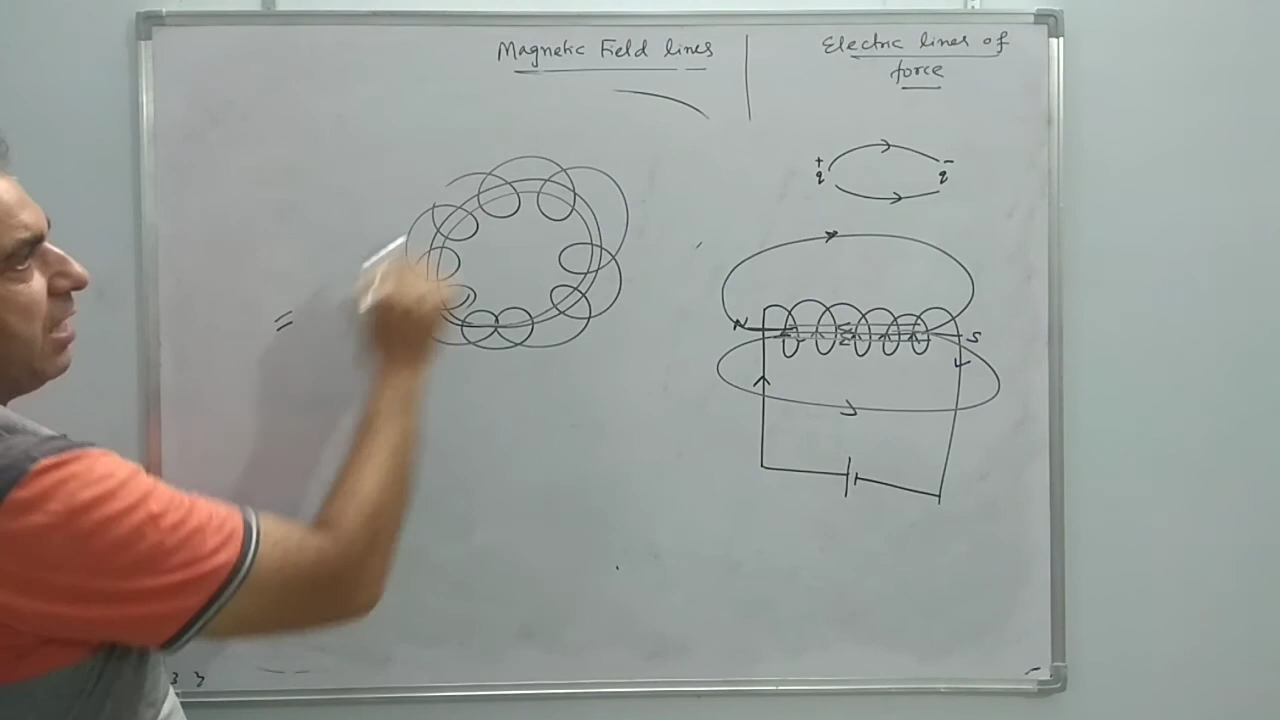 Magnetic Field lines
Electric lines of
force
+ -
q q
N S